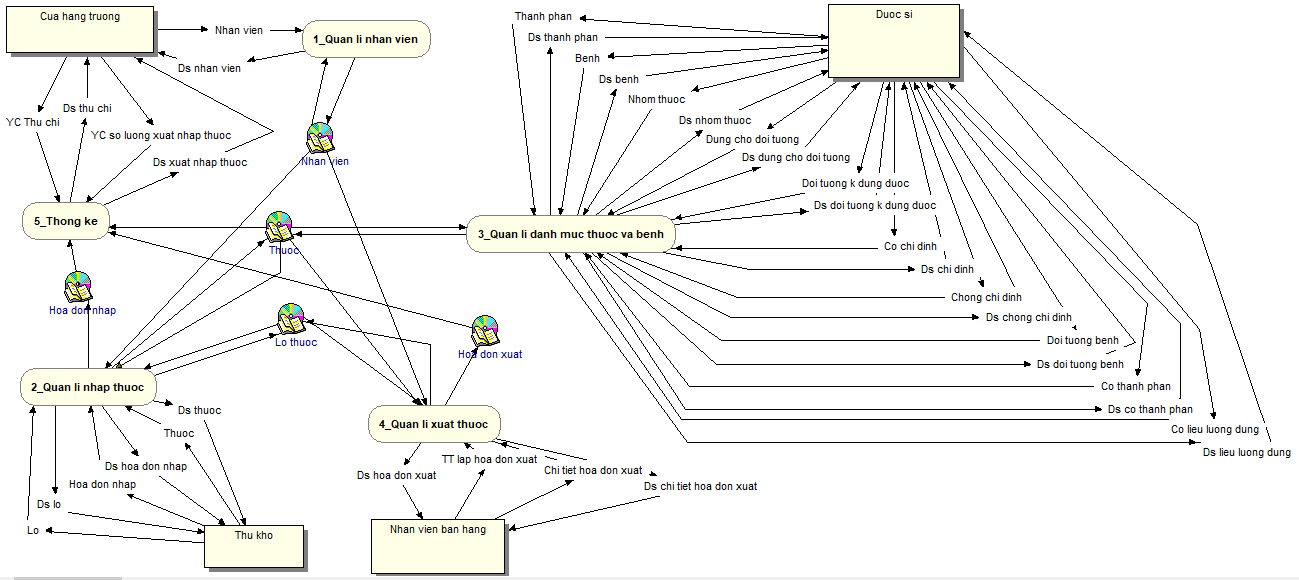 Cua hang truong
Nhan vien
1_Quan li nhan vien
Ds nhan vien
YC Thu chi
Ds thu chi
YC so luong xuat nhap thuoc
Ds xuat nhap thuoc
Nhan vien
5_Thong ke
Thuoc
Hoa don nhap
Lo thuoc
Hoa don xuat
2_Quan li nhap thuoc
4_Quan li xuat thuoc
Ds thuoc
Thuoc
Ds hoa don nhap
Hoa don nhap
Ds lo
Lo
Thu kho
Ds hoa don xuat
TT lap hoa don xuat
Chi tiet hoa don xuat
Ds chi tiet hoa don xuat
Nhan vien ban hang
Duoc si
Thanh phan
Ds thanh phan
Benh
Ds benh
Nhom thuoc
Ds nhom thuoc
Dung cho doi tuong
Ds dung cho doi tuong
Doi tuong k dung duoc
Ds doi tuong k dung duoc
3_Quan li danh muc thuoc va benh
Co chi dinh
Ds chi dinh
Chong chi dinh
Ds chong chi dinh
Doi tuong benh
Ds doi tuong benh
Co thanh phan
Ds co thanh phan
Co lieu luong dung
Ds lieu luong dung